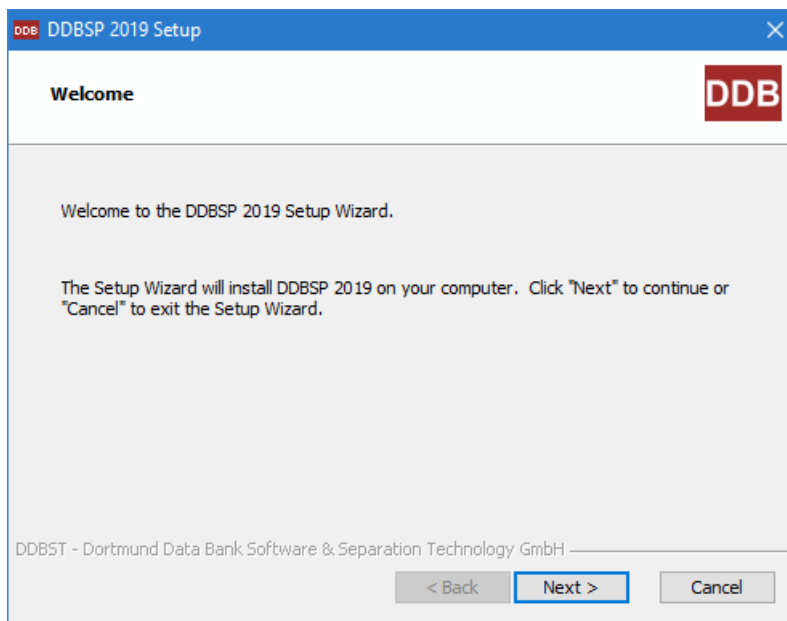 DDB DDBSP 2019 Setup
Welcome
DDB
Welcome to the DDBSP 2019 Setup Wizard.
The Setup Wizard will install DDBSP 2019 on your computer. Click "Next" to continue or
"Cancel" to exit the Setup Wizard.
DDBST - Dortmund Data Bank Software & Separation Technology GmbH
< Back Next > Cancel